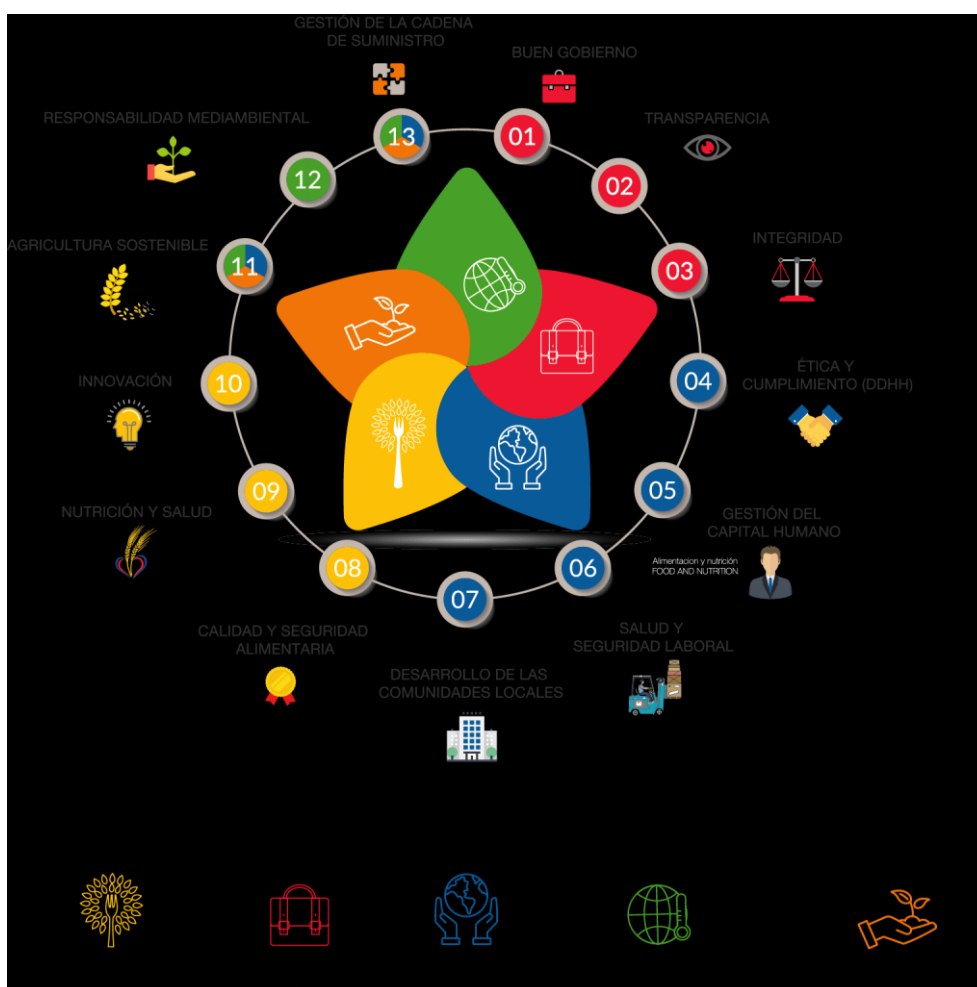 GESTIÓN DE LA CADENA
DE SUMINISTRO
BUEN GOBIERNO
RESPONSABILIDAD MEDIAMBIENTAL
TRANSPARENCIA
13
01
12
02
AGRICULTURA SOSTENIBLE
INTEGRIDAD
11
03
INNOVACIÓN
ÉTICA Y
CUMPLIMIENTO (DDHH)
10
04
NUTRICIÓN Y SALUD
09
05
GESTIÓN DEL
CAPITAL HUMANO
Alimentacion y nutrición
FOOD AND NUTRITION
08
06
07
CALIDAD Y SEGURIDAD
ALIMENTARIA
SALUD Y
SEGURIDAD LABORAL
DESARROLLO DE LAS
COMUNIDADES LOCALES